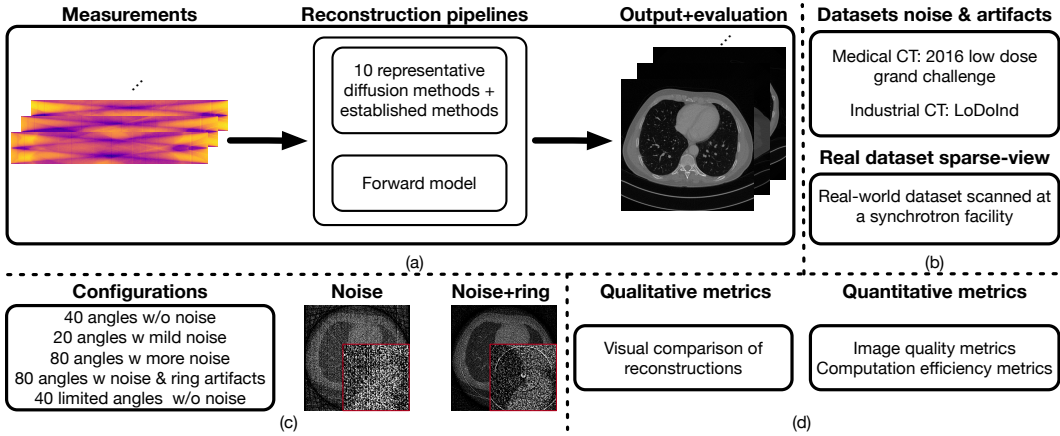 Measurements
Reconstruction pipelines
Output+evaluation
10 representative
diffusion methods +
established methods
Forward model
(a)
Datasets noise & artifacts
Medical CT: 2016 low dose
grand challenge
Industrial CT: LoDoInd
Real dataset sparse-view
Real-world dataset scanned at
a synchrotron facility
(b)
Configurations
40 angles w/o noise
20 angles w mild noise
80 angles w more noise
80 angles w noise & ring artifacts
40 limited angles w/o noise
Noise
Noise+ring
(c)
Qualitative metrics
Visual comparison of
reconstructions
Quantitative metrics
Image quality metrics
Computation efficiency metrics
(d)